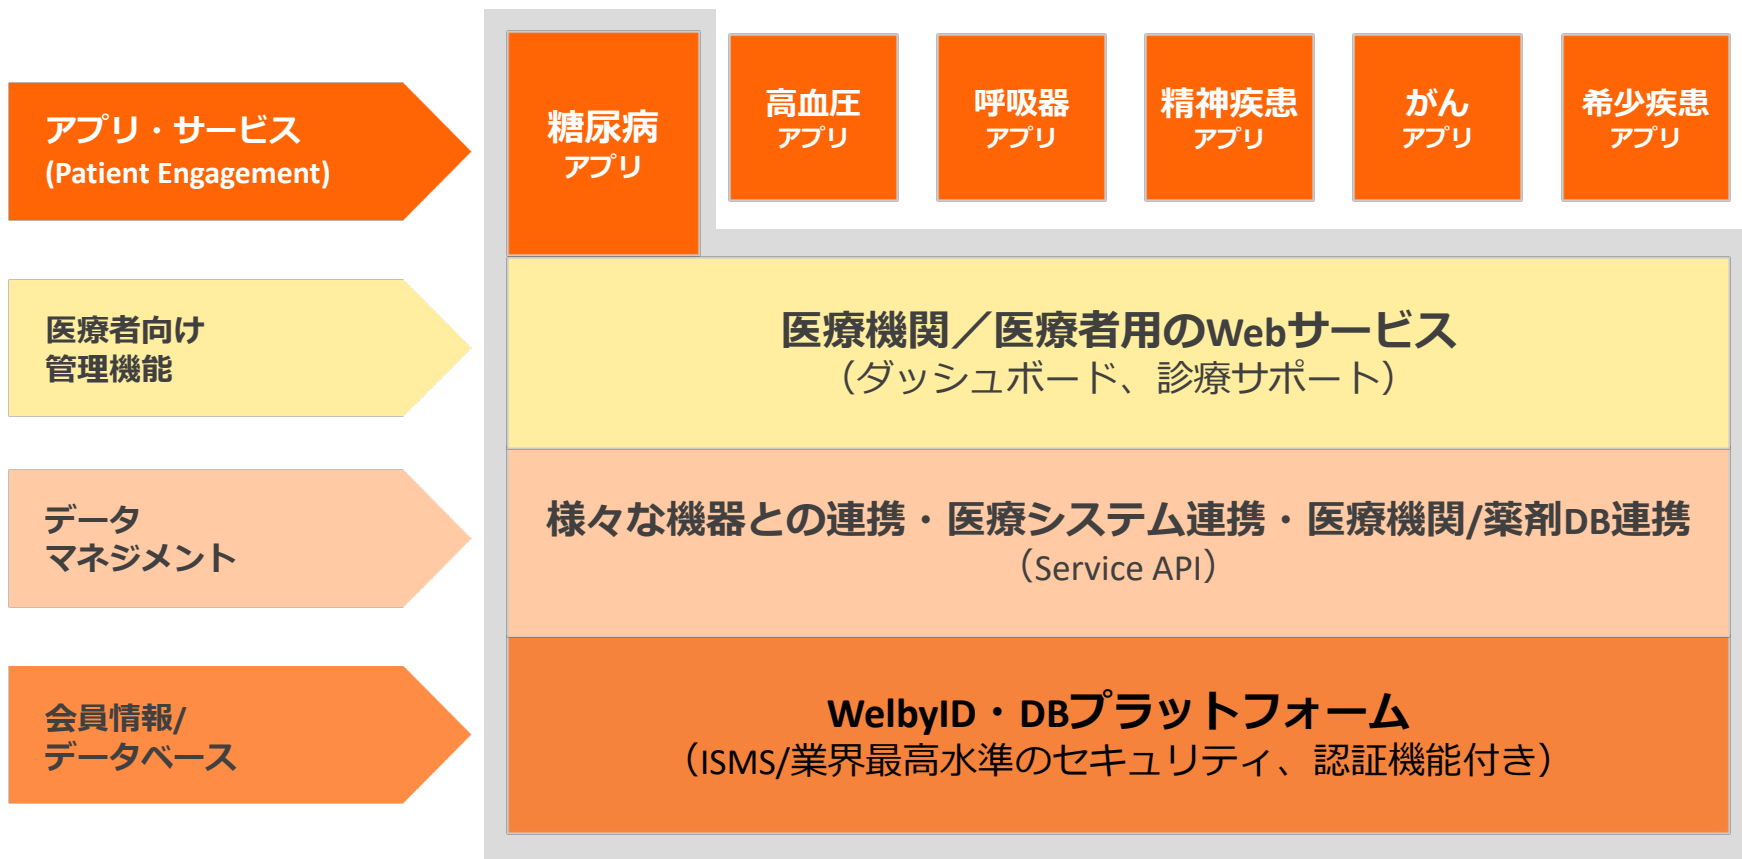 アプリ・サービス
(Patient Engagement)
糖尿病
アプリ
高血圧
アプリ
呼吸器
アプリ
精神疾患
アプリ
がん
アプリ
希少疾患
アプリ
医療者向け
管理機能
医療機関／医療者用のWebサービス
（ダッシュボード、診療サポート）
データ
マネジメント
様々な機器との連携・医療システム連携・医療機関/薬剤DB連携
（Service API）
会員情報/
データベース
WelbyID・DBプラットフォーム
（ISMS/業界最高水準のセキュリティ、認証機能付き）